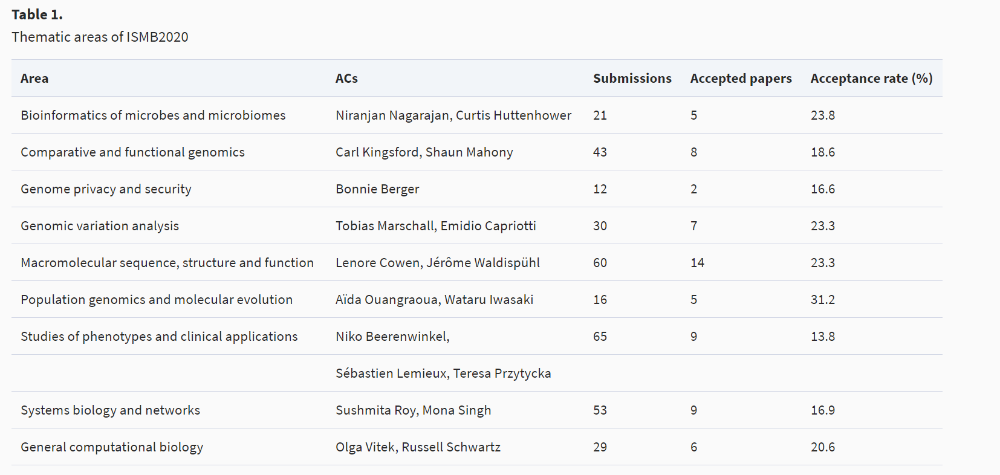 Table 1.
Thematic areas of ISMB2020
Area ACs Submissions Accepted papers Acceptance rate (%)
Bioinformatics of microbes and microbiomes Niranjan Nagarajan, Curtis Huttenhower 21 5 23.8
Comparative and functional genomics Carl Kingsford, Shaun Mahony 43 8 18.6
Genome privacy and security Bonnie Berger 12 2 16.6
Genomic variation analysis Tobias Marschall, Emidio Capriotti 30 7 23.3
Macromolecular sequence, structure and function Lenore Cowen, Jérôme Waldispühl 60 14 23.3
Population genomics and molecular evolution Aïda Ouangraoua, Wataru Iwasaki 16 5 31.2
Studies of phenotypes and clinical applications Niko Beerenwinkel, 65 9 13.8
Sébastien Lemieux, Teresa Przytycka
Systems biology and networks Sushmita Roy, Mona Singh 53 9 16.9
General computational biology Olga Vitek, Russell Schwartz 29 6 20.6